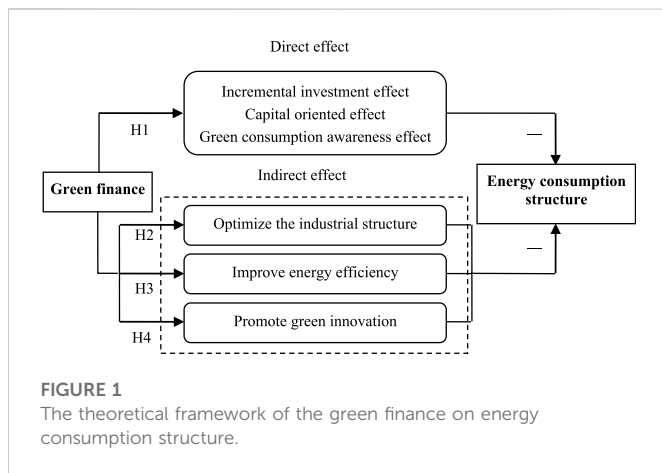 Direct effect
Incremental investment effect
Capital oriented effect
Green consumption awareness effect
H1
—
Indirect effect
Green finance
Energy consumption
structure
H2
Optimize the industrial structure
—
H3
Improve energy efficiency
H4
Promote green innovation
FIGURE 1
The theoretical framework of the green finance on energy
consumption structure.